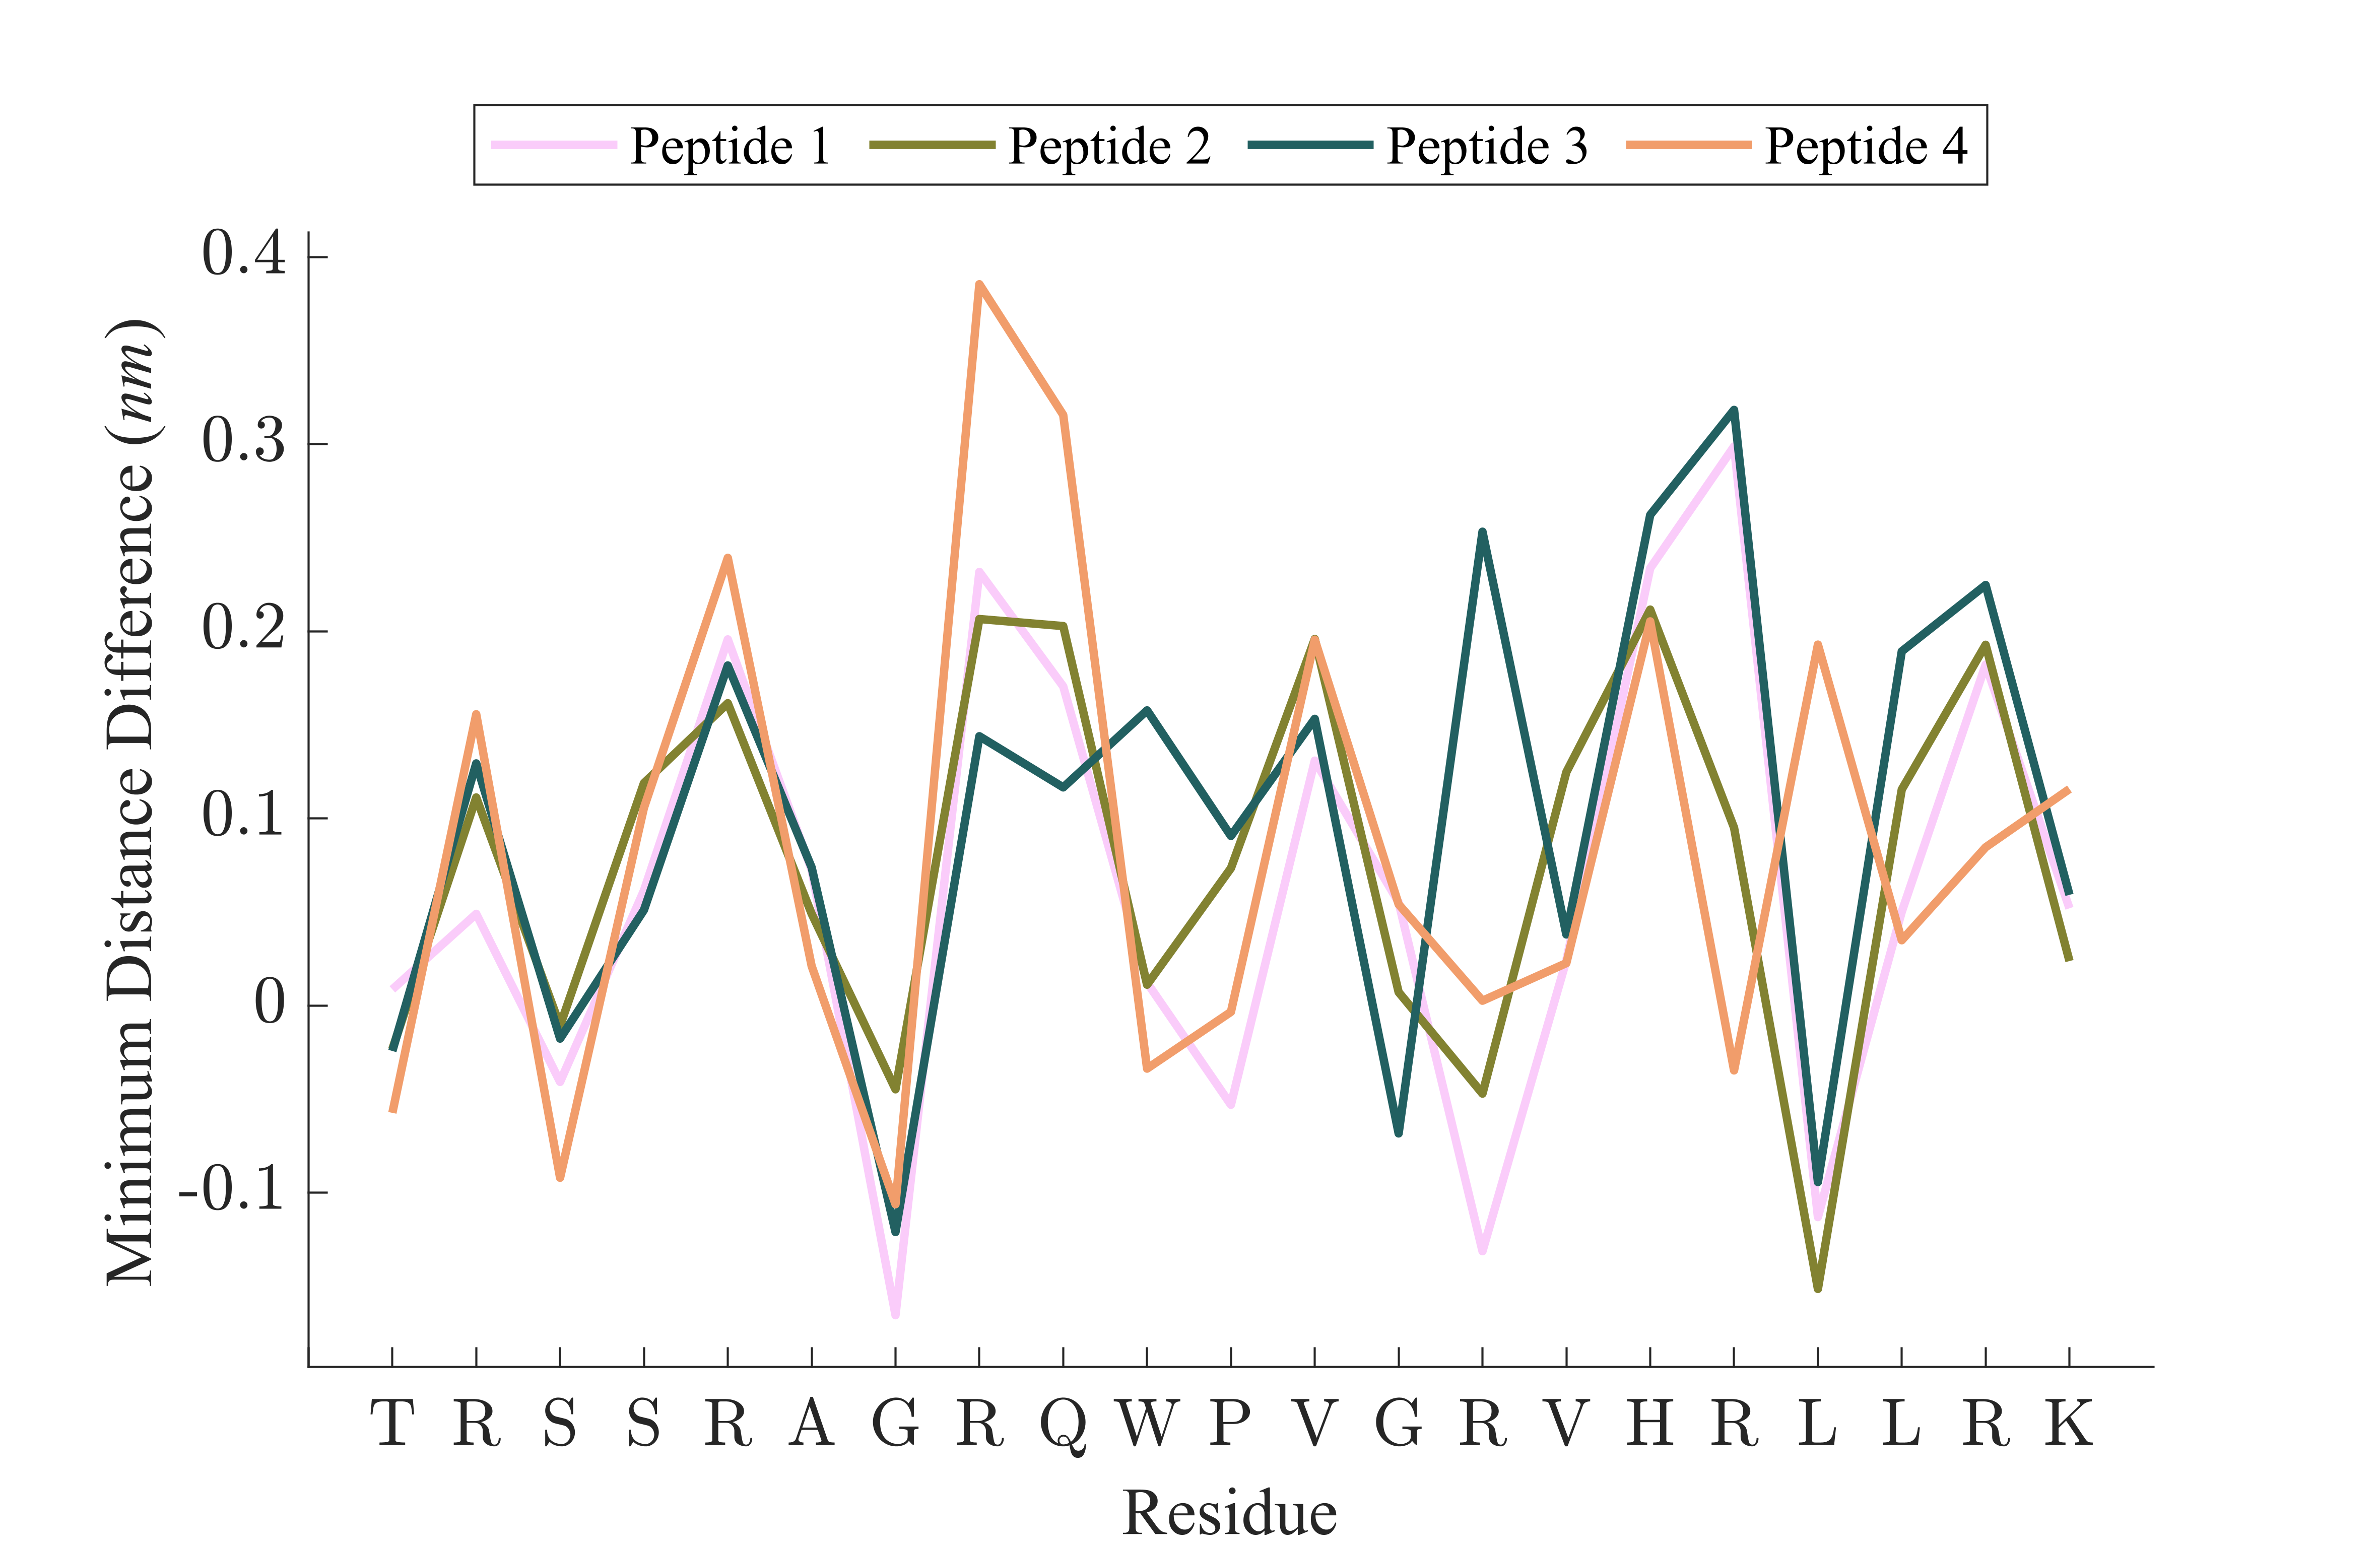 Peptide 1 Peptide 2 Peptide 3 Peptide 4
0.4
0.3
0.2
0.1
0
-0.1
Minimum Distance Difference (nm)
T R S S R A G R Q W P V G R V H R L L R K
Residue